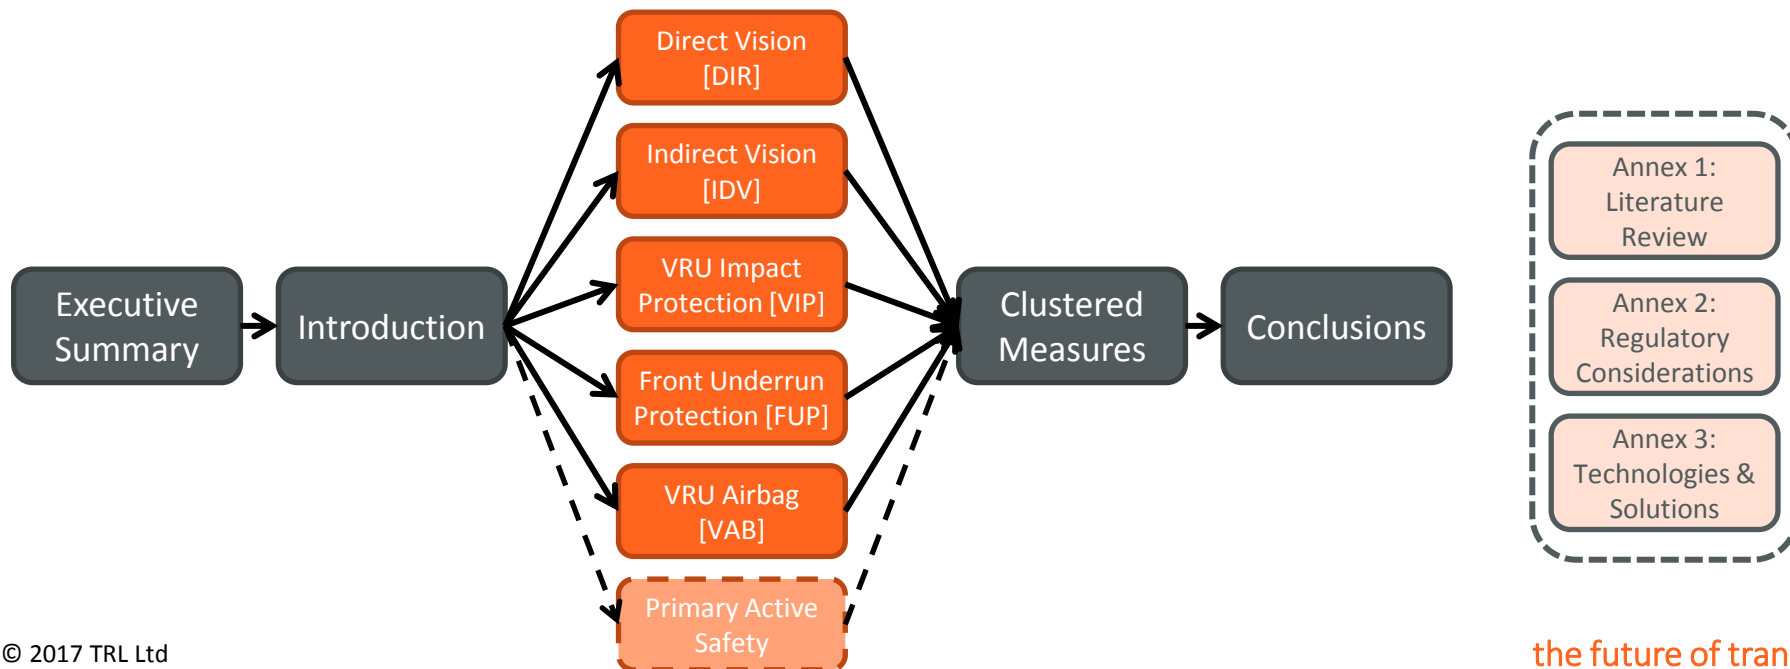 Executive
Summary
Introduction
Direct Vision
[DIR]
Indirect Vision
[IDV]
VRU Impact
Protection [VIP]
Front Underrun
Protection [FUP]
VRU Airbag
[VAB]
Primary Active
Safety
Clustered
Measures
Conclusions
Annex 1:
Literature
Review
Annex 2:
Regulatory
Considerations
Annex 3:
Technologies &
Solutions
© 2017 TRL Ltd
the future of tran